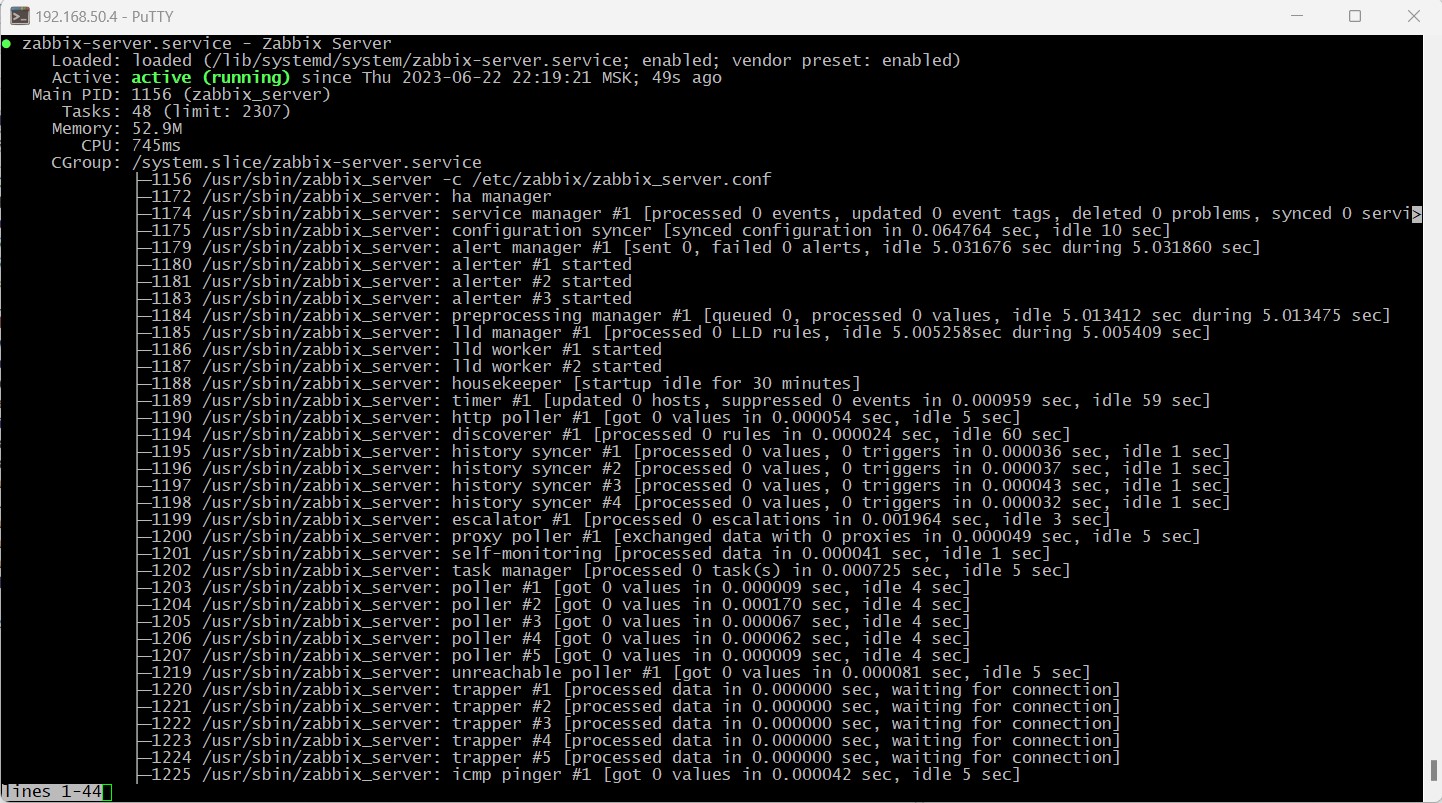 192.168.50.4 - PuTTY
● zabbix-server.service - Zabbix Server
     Loaded: loaded (/lib/systemd/system/zabbix-server.service; enabled; vendor preset: enabled)
     Active: active (running) since Thu 2023-06-22 22:19:21 MSK; 49s ago
   Main PID: 1156 (zabbix_server)
      Tasks: 48 (limit: 2307)
     Memory: 52.9M
        CPU: 745ms
     CGroup: /system.slice/zabbix-server.service
             ├─1156 /usr/sbin/zabbix_server -c /etc/zabbix/zabbix_server.conf
             ├─1172 /usr/sbin/zabbix_server: ha manager
             ├─1174 /usr/sbin/zabbix_server: service manager #1 [processed 0 events, updated 0 event tags, deleted 0 problems, synced 0 servi>
             ├─1175 /usr/sbin/zabbix_server: configuration syncer [synced configuration in 0.064764 sec, idle 10 sec]
             ├─1179 /usr/sbin/zabbix_server: alert manager #1 [sent 0, failed 0 alerts, idle 5.031676 sec during 5.031860 sec]
             ├─1180 /usr/sbin/zabbix_server: alerter #1 started
             ├─1181 /usr/sbin/zabbix_server: alerter #2 started
             ├─1183 /usr/sbin/zabbix_server: alerter #3 started
             ├─1184 /usr/sbin/zabbix_server: preprocessing manager #1 [queued 0, processed 0 values, idle 5.013412 sec during 5.013475 sec]
             ├─1185 /usr/sbin/zabbix_server: lld manager #1 [processed 0 LLD rules, idle 5.005258sec during 5.005409 sec]
             ├─1186 /usr/sbin/zabbix_server: lld worker #1 started
             ├─1187 /usr/sbin/zabbix_server: lld worker #2 started
             ├─1188 /usr/sbin/zabbix_server: housekeeper [startup idle for 30 minutes]
             ├─1189 /usr/sbin/zabbix_server: timer #1 [updated 0 hosts, suppressed 0 events in 0.000959 sec, idle 59 sec]
             ├─1190 /usr/sbin/zabbix_server: http poller #1 [got 0 values in 0.000054 sec, idle 5 sec]
             ├─1194 /usr/sbin/zabbix_server: discoverer #1 [processed 0 rules in 0.000024 sec, idle 60 sec]
             ├─1195 /usr/sbin/zabbix_server: history syncer #1 [processed 0 values, 0 triggers in 0.000036 sec, idle 1 sec]
             ├─1196 /usr/sbin/zabbix_server: history syncer #2 [processed 0 values, 0 triggers in 0.000037 sec, idle 1 sec]
             ├─1197 /usr/sbin/zabbix_server: history syncer #3 [processed 0 values, 0 triggers in 0.000043 sec, idle 1 sec]
             ├─1198 /usr/sbin/zabbix_server: history syncer #4 [processed 0 values, 0 triggers in 0.000032 sec, idle 1 sec]
             ├─1199 /usr/sbin/zabbix_server: escalator #1 [processed 0 escalations in 0.001964 sec, idle 3 sec]
             ├─1200 /usr/sbin/zabbix_server: proxy poller #1 [exchanged data with 0 proxies in 0.000049 sec, idle 5 sec]
             ├─1201 /usr/sbin/zabbix_server: self-monitoring [processed data in 0.000041 sec, idle 1 sec]
             ├─1202 /usr/sbin/zabbix_server: task manager [processed 0 task(s) in 0.000725 sec, idle 5 sec]
             ├─1203 /usr/sbin/zabbix_server: poller #1 [got 0 values in 0.000009 sec, idle 4 sec]
             ├─1204 /usr/sbin/zabbix_server: poller #2 [got 0 values in 0.000170 sec, idle 4 sec]
             ├─1205 /usr/sbin/zabbix_server: poller #3 [got 0 values in 0.000067 sec, idle 4 sec]
             ├─1206 /usr/sbin/zabbix_server: poller #4 [got 0 values in 0.000062 sec, idle 4 sec]
             ├─1207 /usr/sbin/zabbix_server: poller #5 [got 0 values in 0.000009 sec, idle 4 sec]
             ├─1219 /usr/sbin/zabbix_server: unreachable poller #1 [got 0 values in 0.000081 sec, idle 5 sec]
             ├─1220 /usr/sbin/zabbix_server: trapper #1 [processed data in 0.000000 sec, waiting for connection]
             ├─1221 /usr/sbin/zabbix_server: trapper #2 [processed data in 0.000000 sec, waiting for connection]
             ├─1222 /usr/sbin/zabbix_server: trapper #3 [processed data in 0.000000 sec, waiting for connection]
             ├─1223 /usr/sbin/zabbix_server: trapper #4 [processed data in 0.000000 sec, waiting for connection]
             ├─1224 /usr/sbin/zabbix_server: trapper #5 [processed data in 0.000000 sec, waiting for connection]
             ├─1225 /usr/sbin/zabbix_server: icmp pinger #1 [got 0 values in 0.000042 sec, idle 5 sec]
lines 1-44